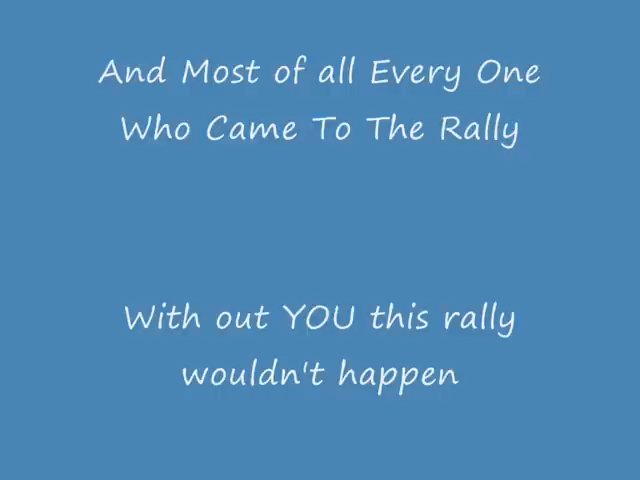 And Most of all Every One
Who Came To The Rally
With out YOU this rally
wouldn't happen